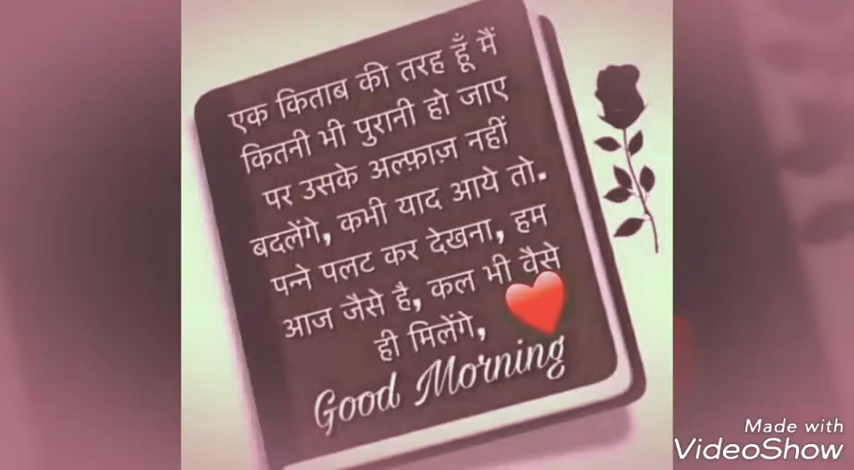 एक किताब की तरह हूँ मैं
कितनी भी पुरानी हो जाए
पर उसके अल्फ़ाज़ नहीं
बदलेंगे, कभी याद आये तो.
पन्ने पलट कर देखना, हम
आज जैसे है, कल भी वैसे
ही मिलेंगे,
Good Morning
Made with
VideoShow